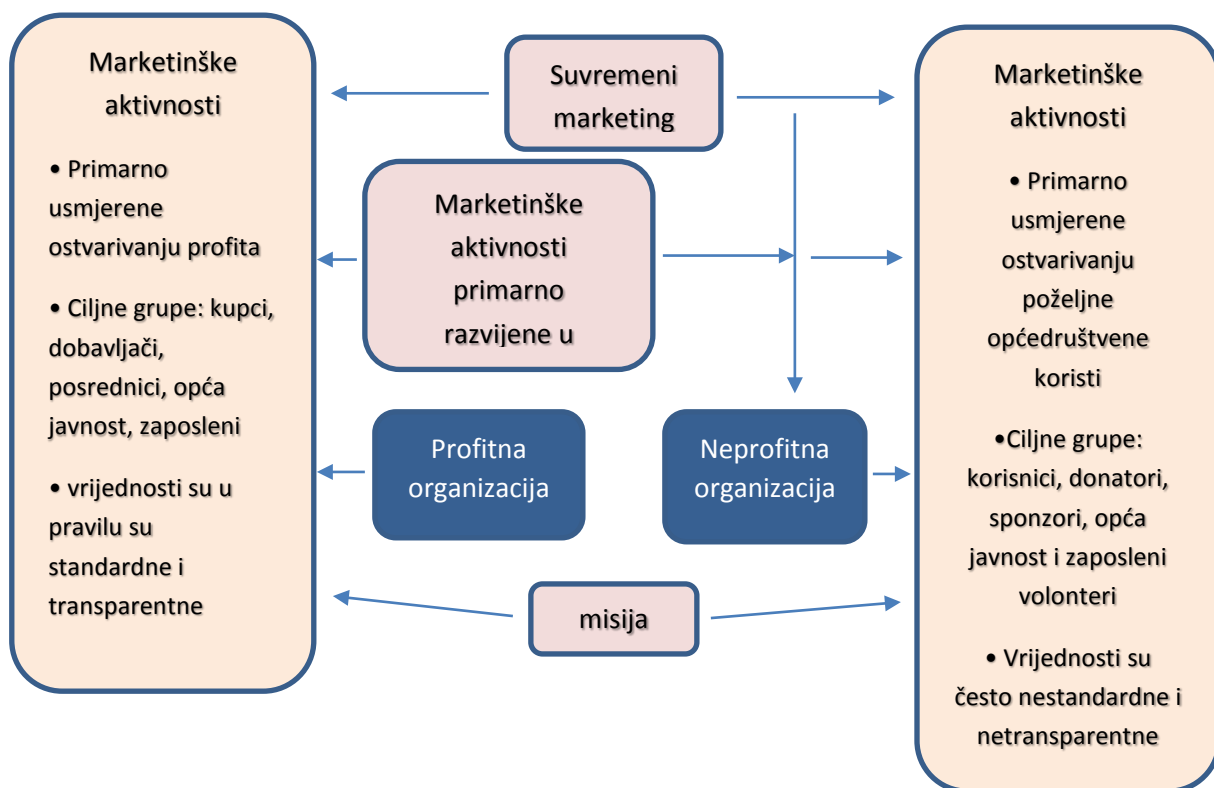 Marketinške
aktivnosti
• Primarno
usmjerene
ostvarivanju profita
• Ciljne grupe: kupci,
dobavljači,
posrednici, opća
javnost, zaposleni
• vrijednosti su u
pravilu su
standardne i
transparentne
Suvremeni
marketing
Marketinške
aktivnosti
primarno
razvijene u
Profitna
organizacija
Neprofitna
organizacija
misija
Marketinške
aktivnosti
• Primarno
usmjerene
ostvarivanju
poželjne
općedruštvene
koristi
•Ciljne grupe:
korisnici, donatori,
sponzori, opća
javnost i zaposleni
volonteri
• Vrijednosti su
često nestandardne i
netransparentne